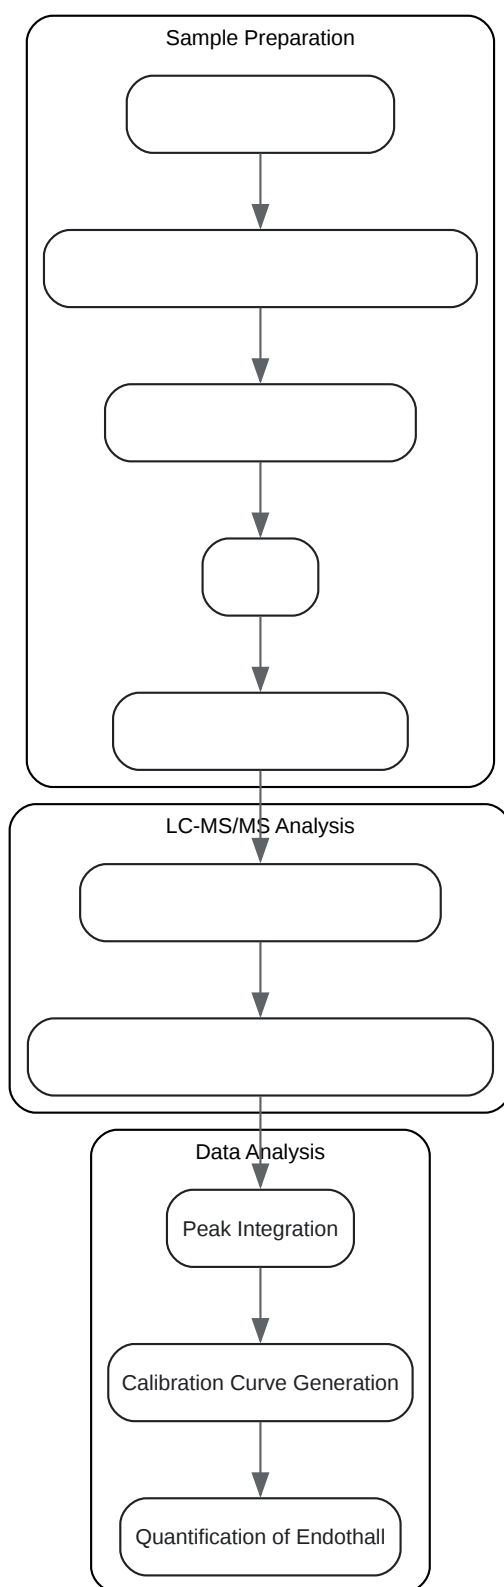 Sample Preparation
LC-MS/MS Analysis
Data Analysis
Peak Integration
Calibration Curve Generation
Quantification of Endothall